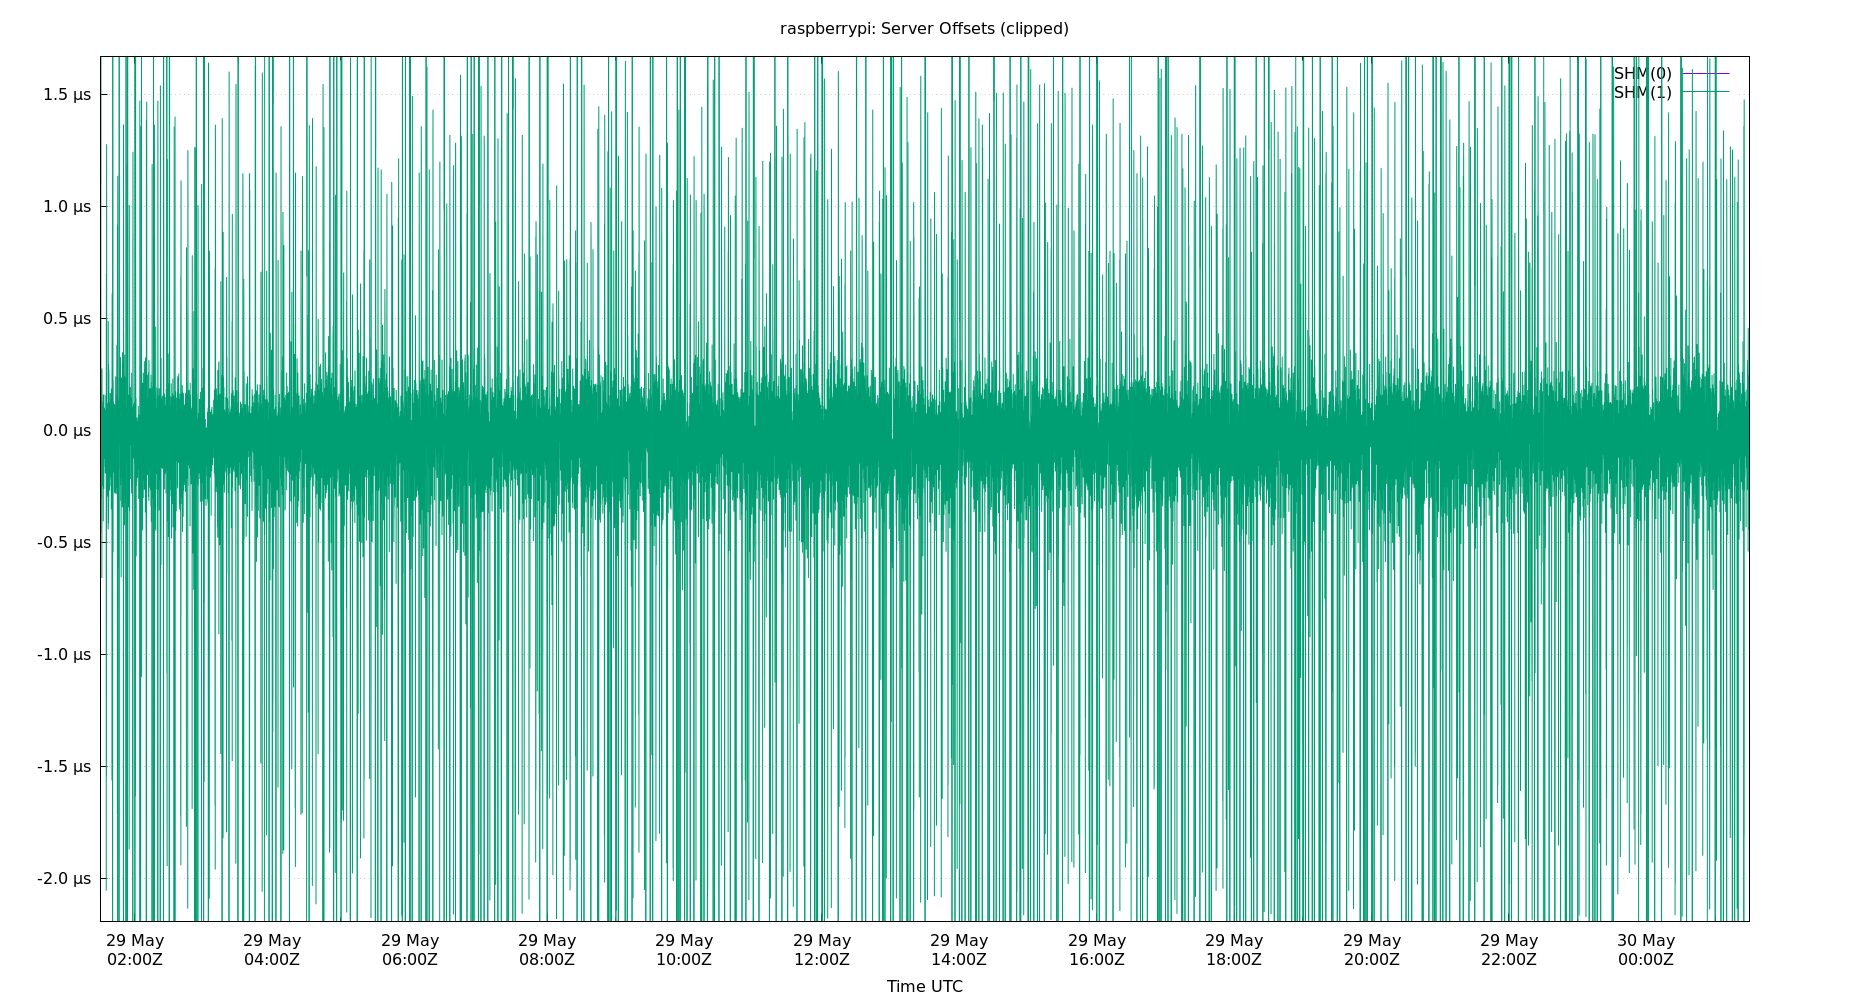 raspberrypi: Server Offsets (clipped)
SHM(0)
SHM(1)
1.5 µs
1.0 µs
0.5 µs
0.0 µs
-0.5 µs
-1.0 µs
-1.5 µs
-2.0 µs
29 May 29 May 29 May 29 May 29 May 29 May 29 May 29 May 29 May 29 May 29 May 30 May
02:00Z 04:00Z 06:00Z 08:00Z 10:00Z 12:00Z 14:00Z 16:00Z 18:00Z 20:00Z 22:00Z 00:00Z
Time UTC